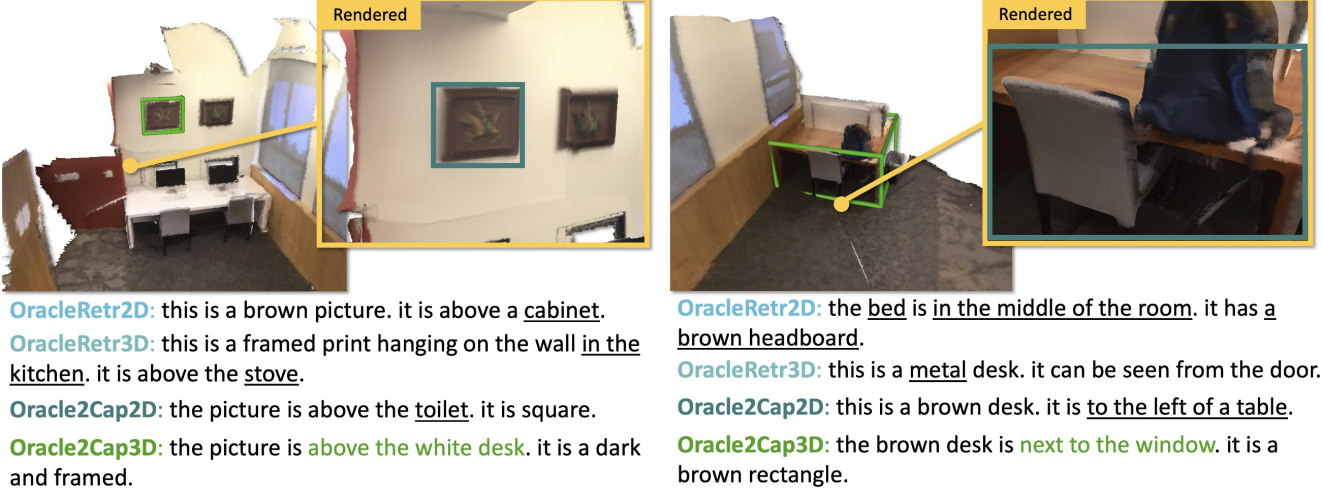 Rendered
OracleRetr2D: this is a brown picture. it is above a cabinet.
OracleRetr3D: this is a framed print hanging on the wall in the
kitchen. it is above the stove.
Oracle2Cap2D: the picture is above the toilet. it is square.
Oracle2Cap3D: the picture is above the white desk. it is a dark
and framed.
Rendered
OracleRetr2D: the bed is in the middle of the room. it has a
brown headboard.
OracleRetr3D: this is a metal desk. it can be seen from the door.
Oracle2Cap2D: this is a brown desk. it is to the left of a table.
Oracle2Cap3D: the brown desk is next to the window. it is a
brown rectangle.